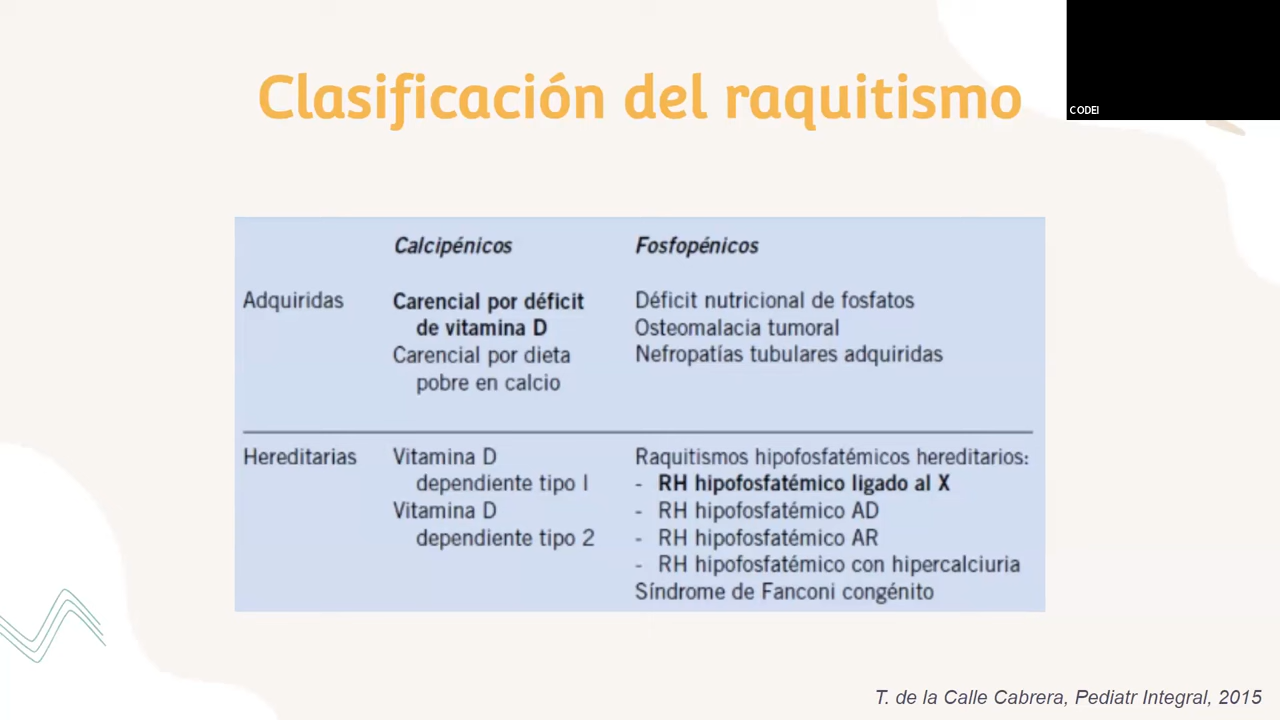 Clasificación del raquitismo
CODEI
Calcipénicos
Fosfopénicos
Adquiridas
Carencial por déficit
de vitamina D
Carencial por dieta
pobre en calcio
Déficit nutricional de fosfatos
Osteomalacia tumoral
Nefropatías tubulares adquiridas
Hereditarias
Vitamina D
dependiente tipo I
Vitamina D
dependiente tipo 2
Raquitismos hipofosfatémicos hereditarios:
- RH hipofosfatémico ligado al X
- RH hipofosfatémico AD
- RH hipofosfatémico AR
- RH hipofosfatémico con hipercalciuria
Síndrome de Fanconi congénito
T. de la Calle Cabrera, Pediatr Integral, 2015